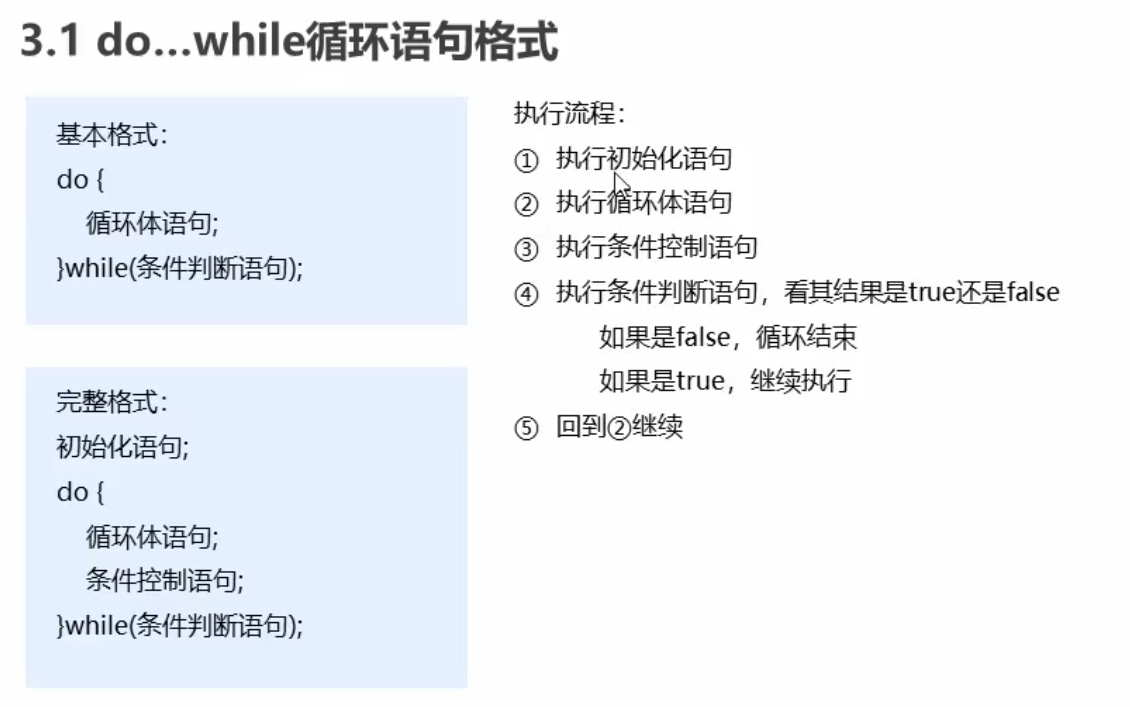 3.1 do...while循环语句格式
基本格式：
do {
循环体语句;
}while(条件判断语句);
完整格式：
初始化语句;
do {
循环体语句;
条件控制语句;
}while(条件判断语句);
执行流程：
① 执行初始化语句
② 执行循环体语句
③ 执行条件控制语句
④ 执行条件判断语句，看其结果是true还是false
如果是false，循环结束
如果是true，继续执行
⑤ 回到②继续